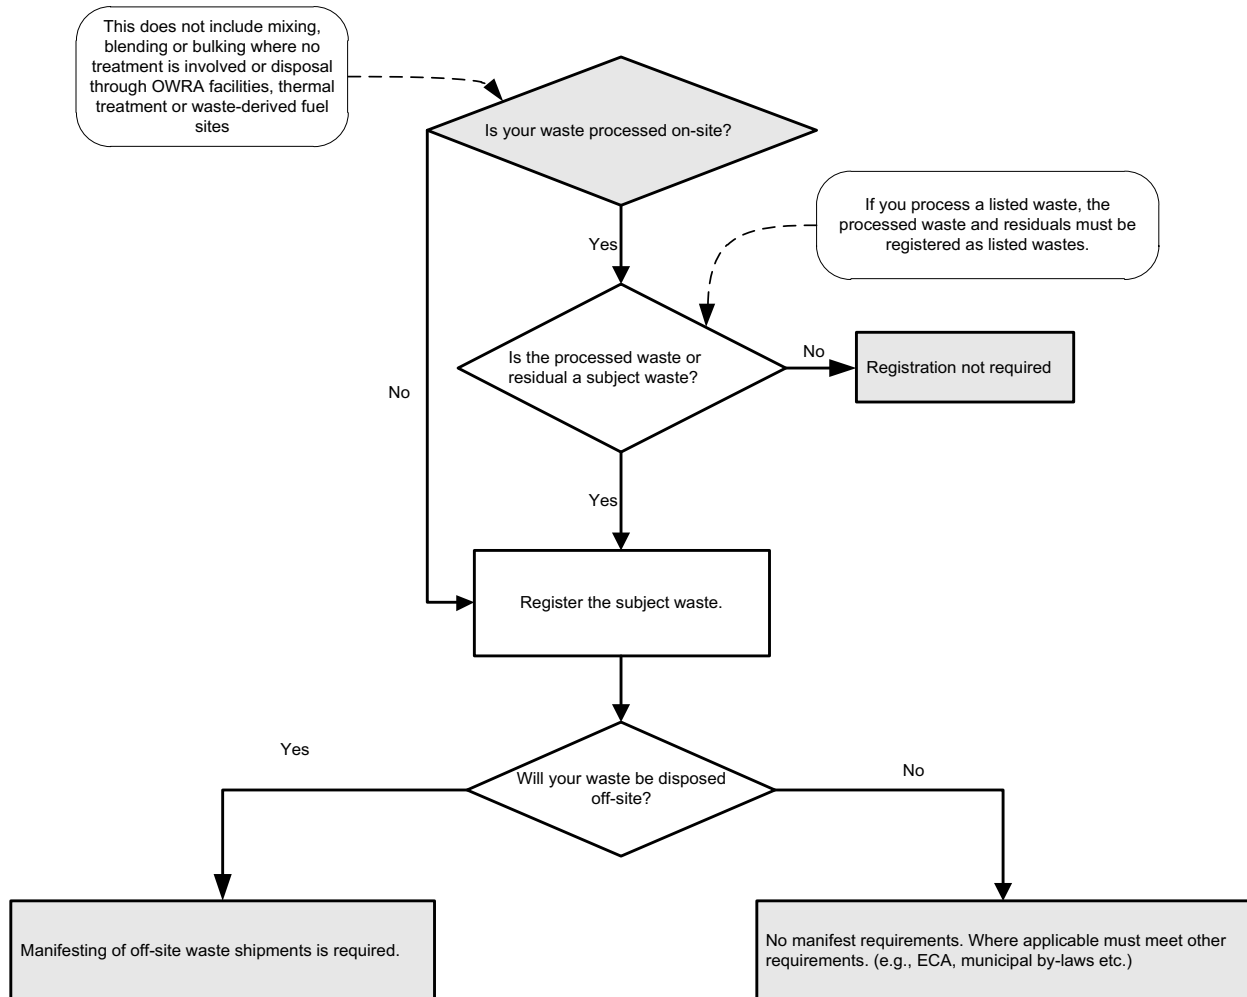 This does not include mixing,
blending or bulking where no
treatment is involved or disposal
through OWRA facilities, thermal
treatment or waste-derived fuel
sites
Is your waste processed on-site?
If you process a listed waste, the
processed waste and residuals must be
registered as listed wastes.
Yes
Is the processed waste or
residual a subject waste?
No
Registration not required
No
Yes
Register the subject waste.
Will your waste be disposed
off-site?
Yes
No
Manifesting of off-site waste shipments is required.
No manifest requirements. Where applicable must meet other
requirements. (e.g., ECA, municipal by-laws etc.)